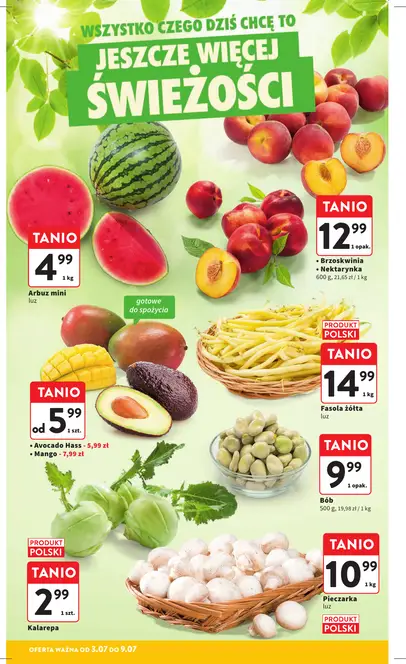 WSZYSTKO CZEGO DZIŚ CHCĘ TO
JESZCZE WIĘCEJ
ŚWIEŻOŚCI
TANIO
4 99
1 kg
Arbuz mini
luz
TANIO
12 99
1 opak.
• Brzoskwinia
• Nektarynka
600 g, 21,65 zł / 1 kg
gotowe
do spożycia
TANIO
od 5 99
1 szt.
• Avocado Hass - 5,99 zł
• Mango - 7,99 zł
PRODUKT
POLSKI
TANIO
14 99
1 kg
Fasola żółta
luz
TANIO
9 99
1 opak.
Bób
500 g, 19,98 zł / 1 kg
PRODUKT
POLSKI
TANIO
2 99
1 szt.
Kalarepa
TANIO
10 99
1 kg
Pieczarka
luz
PRODUKT
POLSKI
OFERTA WAŻNA OD 3.07 DO 9.07